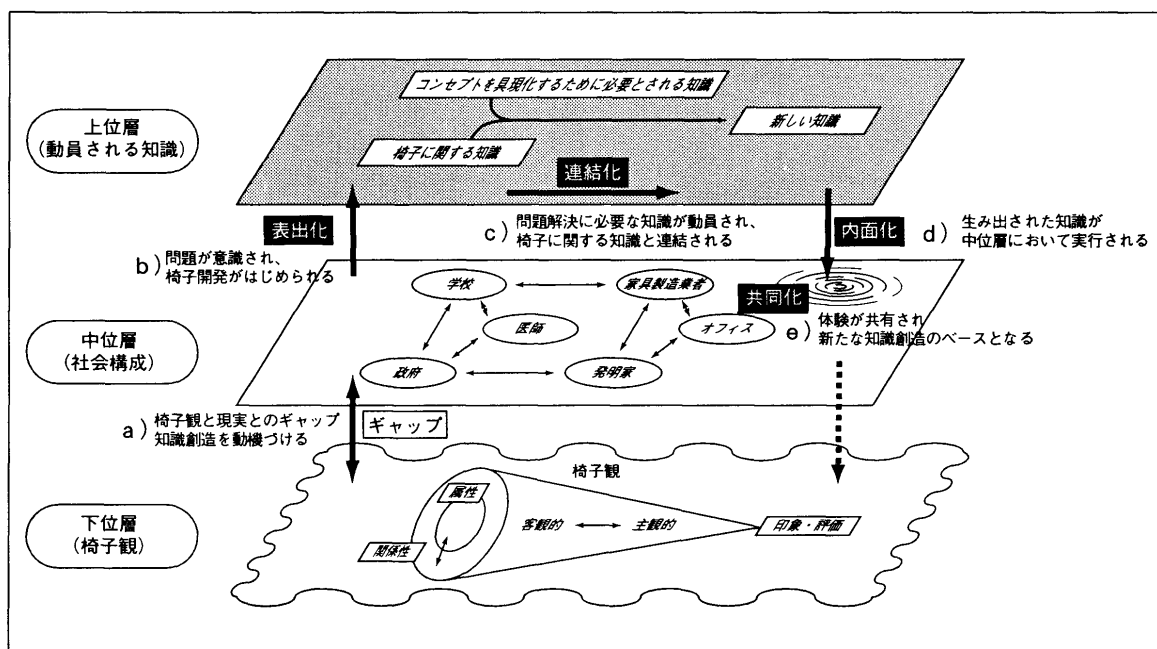 コンセプトを具現化するために必要とされる知識
新しい知識
椅子に関する知識
上位層
(動員される知識)
連結化
表出化
c) 問題解決に必要な知識が動員され、
椅子に関する知識と連結される
内面化
d) 生み出された知識が
中位層において実行される
b) 問題が意識され、
椅子開発がはじめられる
学校
家具製造業者
共同化
医師
オフィス
e) 体験が共有され
新たな知識創造のベースとなる
中位層
(社会構成)
政府
発明家
a) 椅子観と現実とのギャップ
知識創造を動機づける
ギャップ
椅子観
属性
客観的
主観的
印象・評価
関係性
下位層
(椅子観)